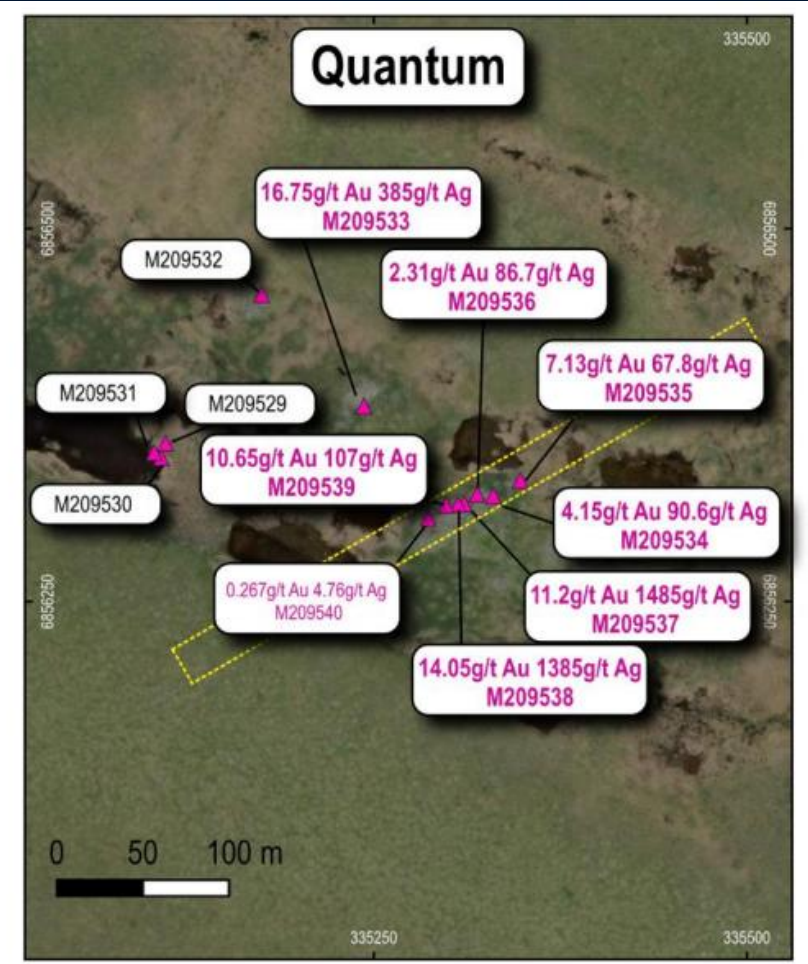 335500
Quantum
16.75g/t Au 385g/t Ag
M209533
6856500
6856500
M209532
2.31g/t Au 86.7g/t Ag
M209536
7.13g/t Au 67.8g/t Ag
M209535
M209531
M209529
10.65g/t Au 107g/t Ag
M209539
M209530
4.15g/t Au 90.6g/t Ag
M209534
0.267g/t Au 4.76g/t Ag
M209540
6856250
6856250
11.2g/t Au 1485g/t Ag
M209537
14.05g/t Au 1385g/t Ag
M209538
0 50 100 m
335250
335500